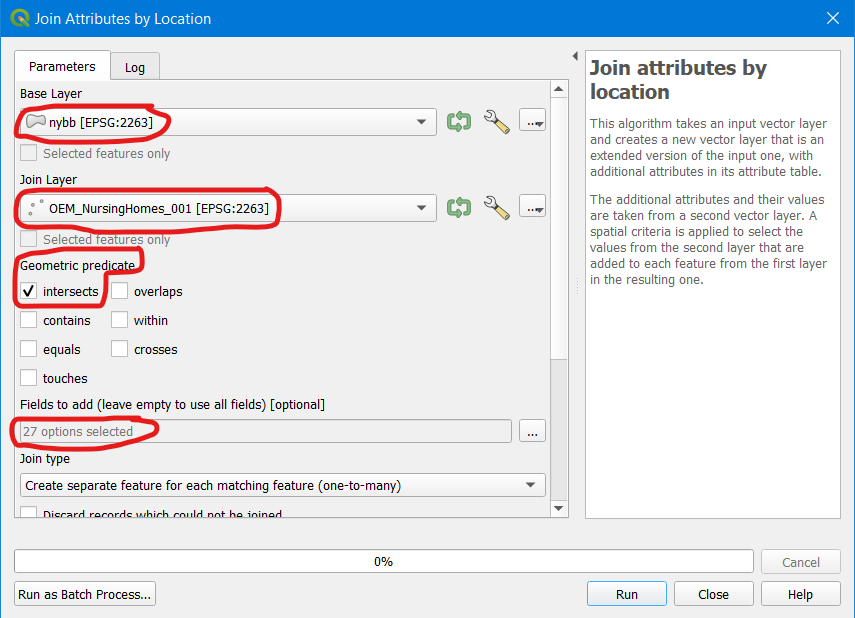 Join Attributes by Location
Parameters
Log
Base Layer
nybb [EPSG:2263]
...
Selected features only
Join Layer
OEM_NursingHomes_001 [EPSG:2263]
...
Selected features only
Geometric predicate
intersects
overlaps
contains
within
equals
crosses
touches
Fields to add (leave empty to use all fields) [optional]
27 options selected
...
Join type
Create separate feature for each matching feature (one-to-many)
Discard records which could not be joined
Join attributes by
location
This algorithm takes an input vector layer
and creates a new vector layer that is an
extended version of the input one, with
additional attributes in its attribute table.
The additional attributes and their values
are taken from a second vector layer. A
spatial criteria is applied to select the
values from the second layer that are
added to each feature from the first layer
in the resulting one.
0%
Cancel
Run as Batch Process...
Run
Close
Help